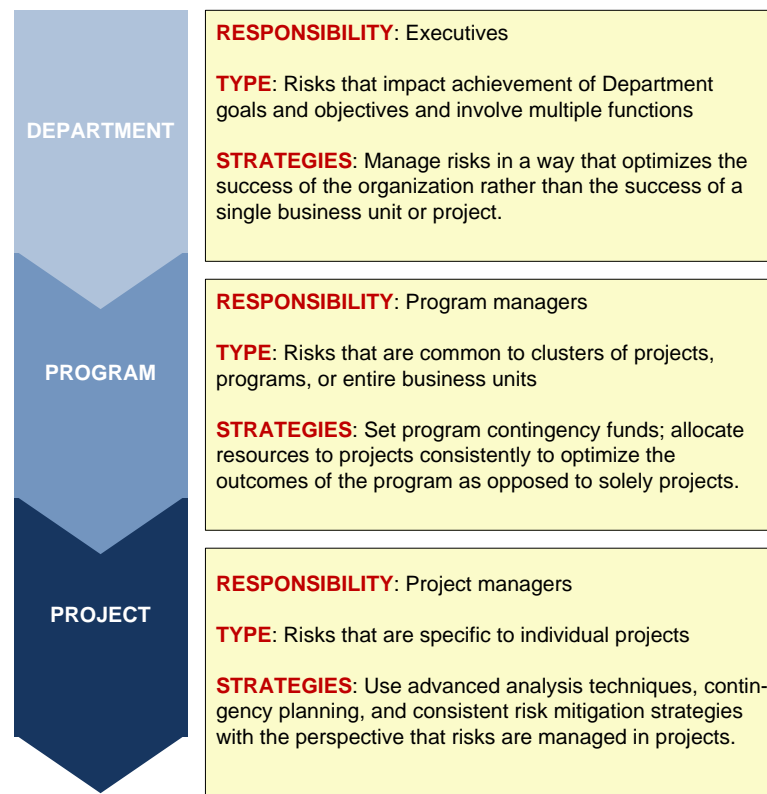 DEPARTMENT
RESPONSIBILITY: Executives
TYPE: Risks that impact achievement of Department
goals and objectives and involve multiple functions
STRATEGIES: Manage risks in a way that optimizes the
success of the organization rather than the success of a
single business unit or project.
PROGRAM
RESPONSIBILITY: Program managers
TYPE: Risks that are common to clusters of projects,
programs, or entire business units
STRATEGIES: Set program contingency funds; allocate
resources to projects consistently to optimize the
outcomes of the program as opposed to solely projects.
PROJECT
RESPONSIBILITY: Project managers
TYPE: Risks that are specific to individual projects
STRATEGIES: Use advanced analysis techniques, contin-
gency planning, and consistent risk mitigation strategies
with the perspective that risks are managed in projects.